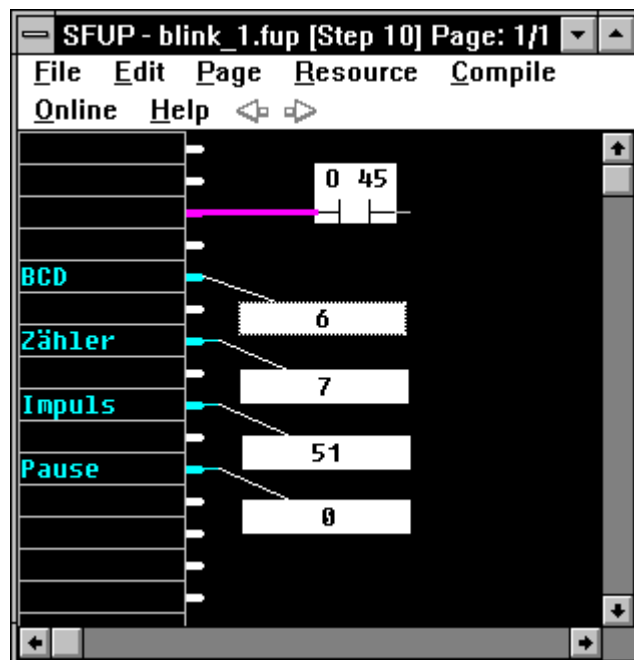 SFUP - blink_1.fup [Step 10] Page: 1/1
File Edit Page Resource Compile
Online Help
0 45
BCD
6
Zähler
7
Impuls
51
Pause
0